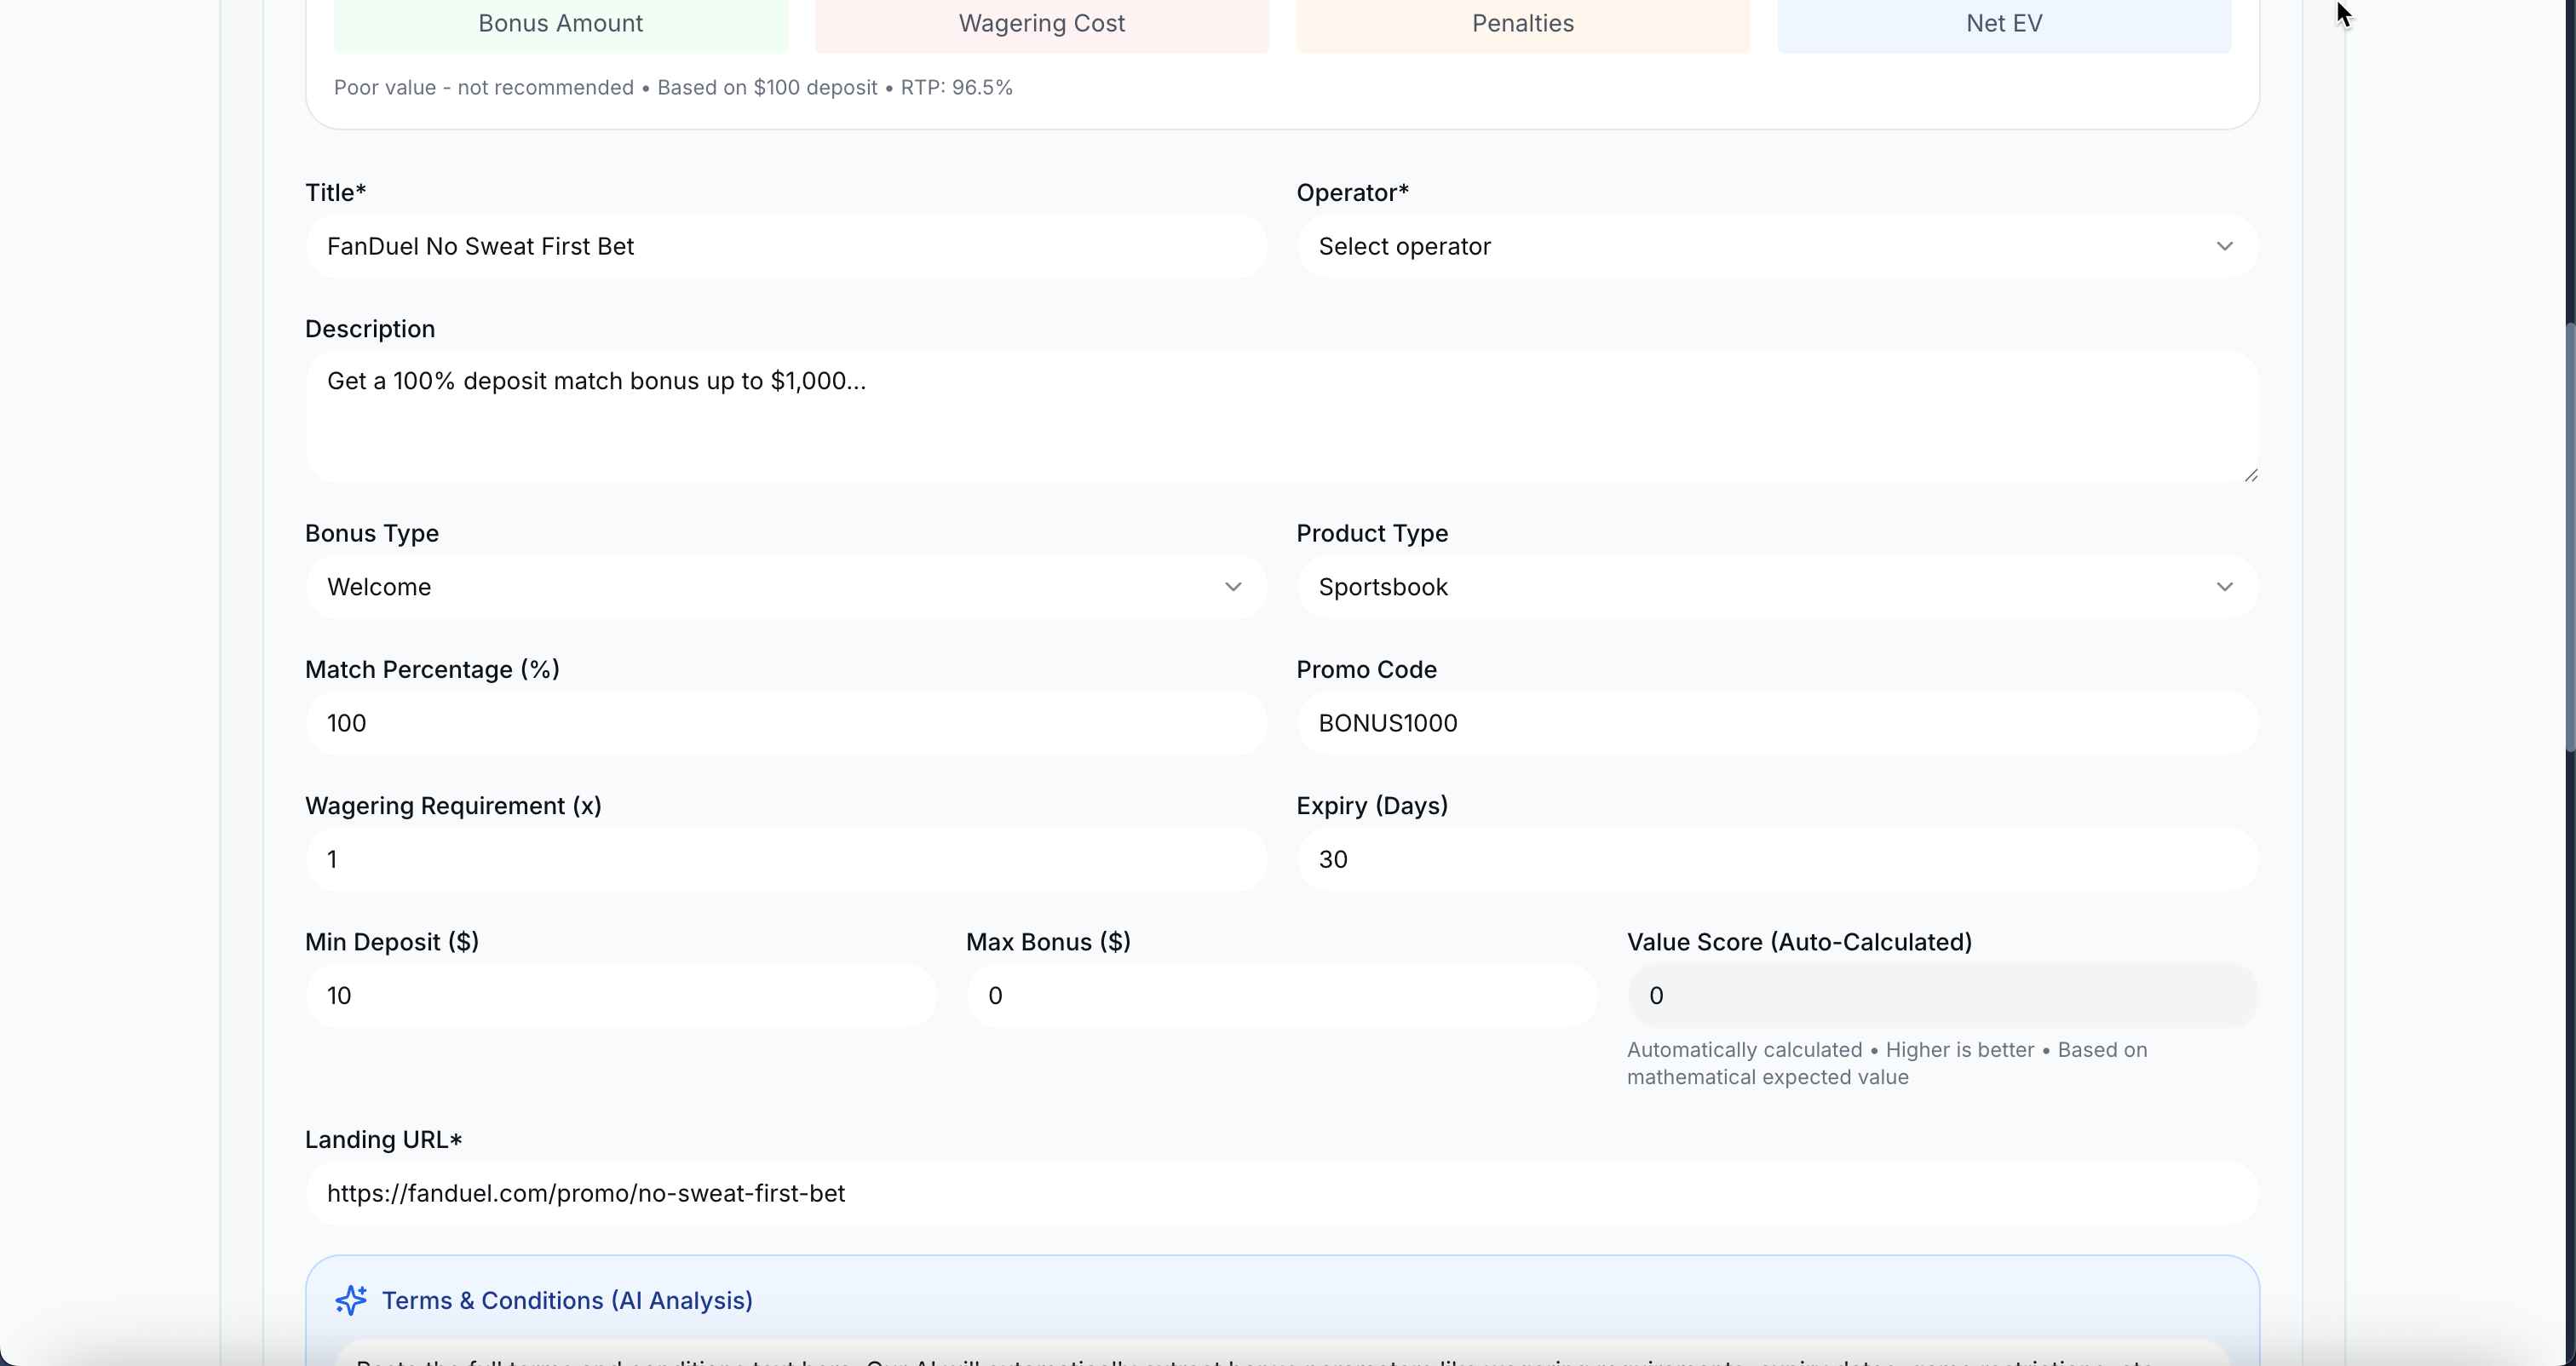 Bonus Amount
Wagering Cost
Penalties
Net EV
Poor value - not recommended • Based on $100 deposit • RTP: 96.5%
Title*
Operator*
FanDuel No Sweat First Bet
Select operator
Description
Get a 100% deposit match bonus up to $1,000...
Bonus Type
Product Type
Welcome
Sportsbook
Match Percentage (%)
Promo Code
100
BONUS1000
Wagering Requirement (x)
Expiry (Days)
1
30
Min Deposit ($)
Max Bonus ($)
Value Score (Auto-Calculated)
10
0
0
Automatically calculated • Higher is better • Based on
mathematical expected value
Landing URL*
https://fanduel.com/promo/no-sweat-first-bet
Terms & Conditions (AI Analysis)